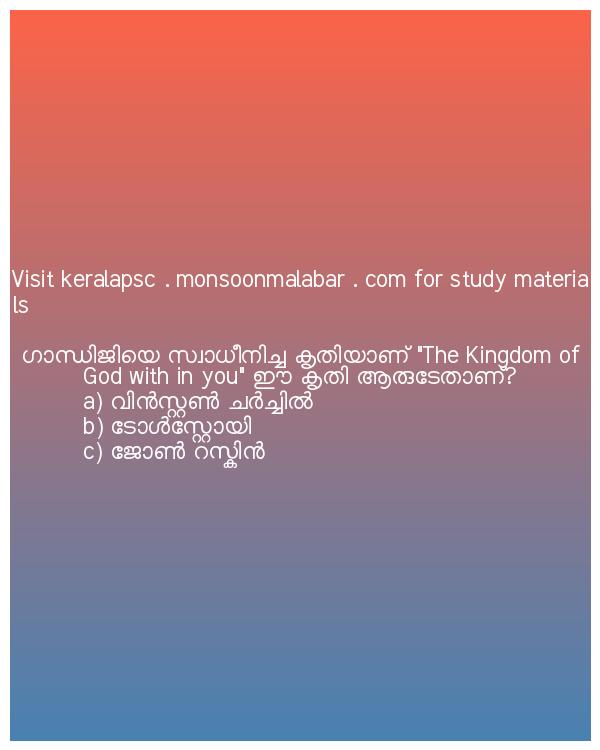 Visit keralapsc . monsoonmalabar . com for study materia
ls
ഗാന്ധിജിയെ സ്വാധീനിച്ച കൃതിയാണ് "The Kingdom of
God with in you" ഈ കൃതി ആരുടേതാണ്?
a) വിൻസ്റ്റൺ ചർച്ചിൽ
b) ടോൾസ്റ്റോയി
c) ജോൺ റസ്കിൻ